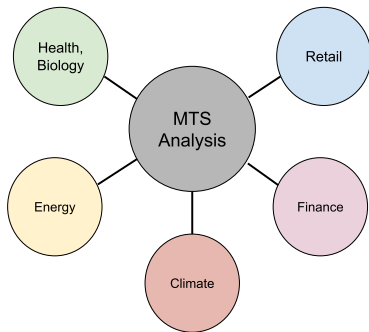 Health,
Biology
Retail
MTS
Analysis
Energy
Finance
Climate